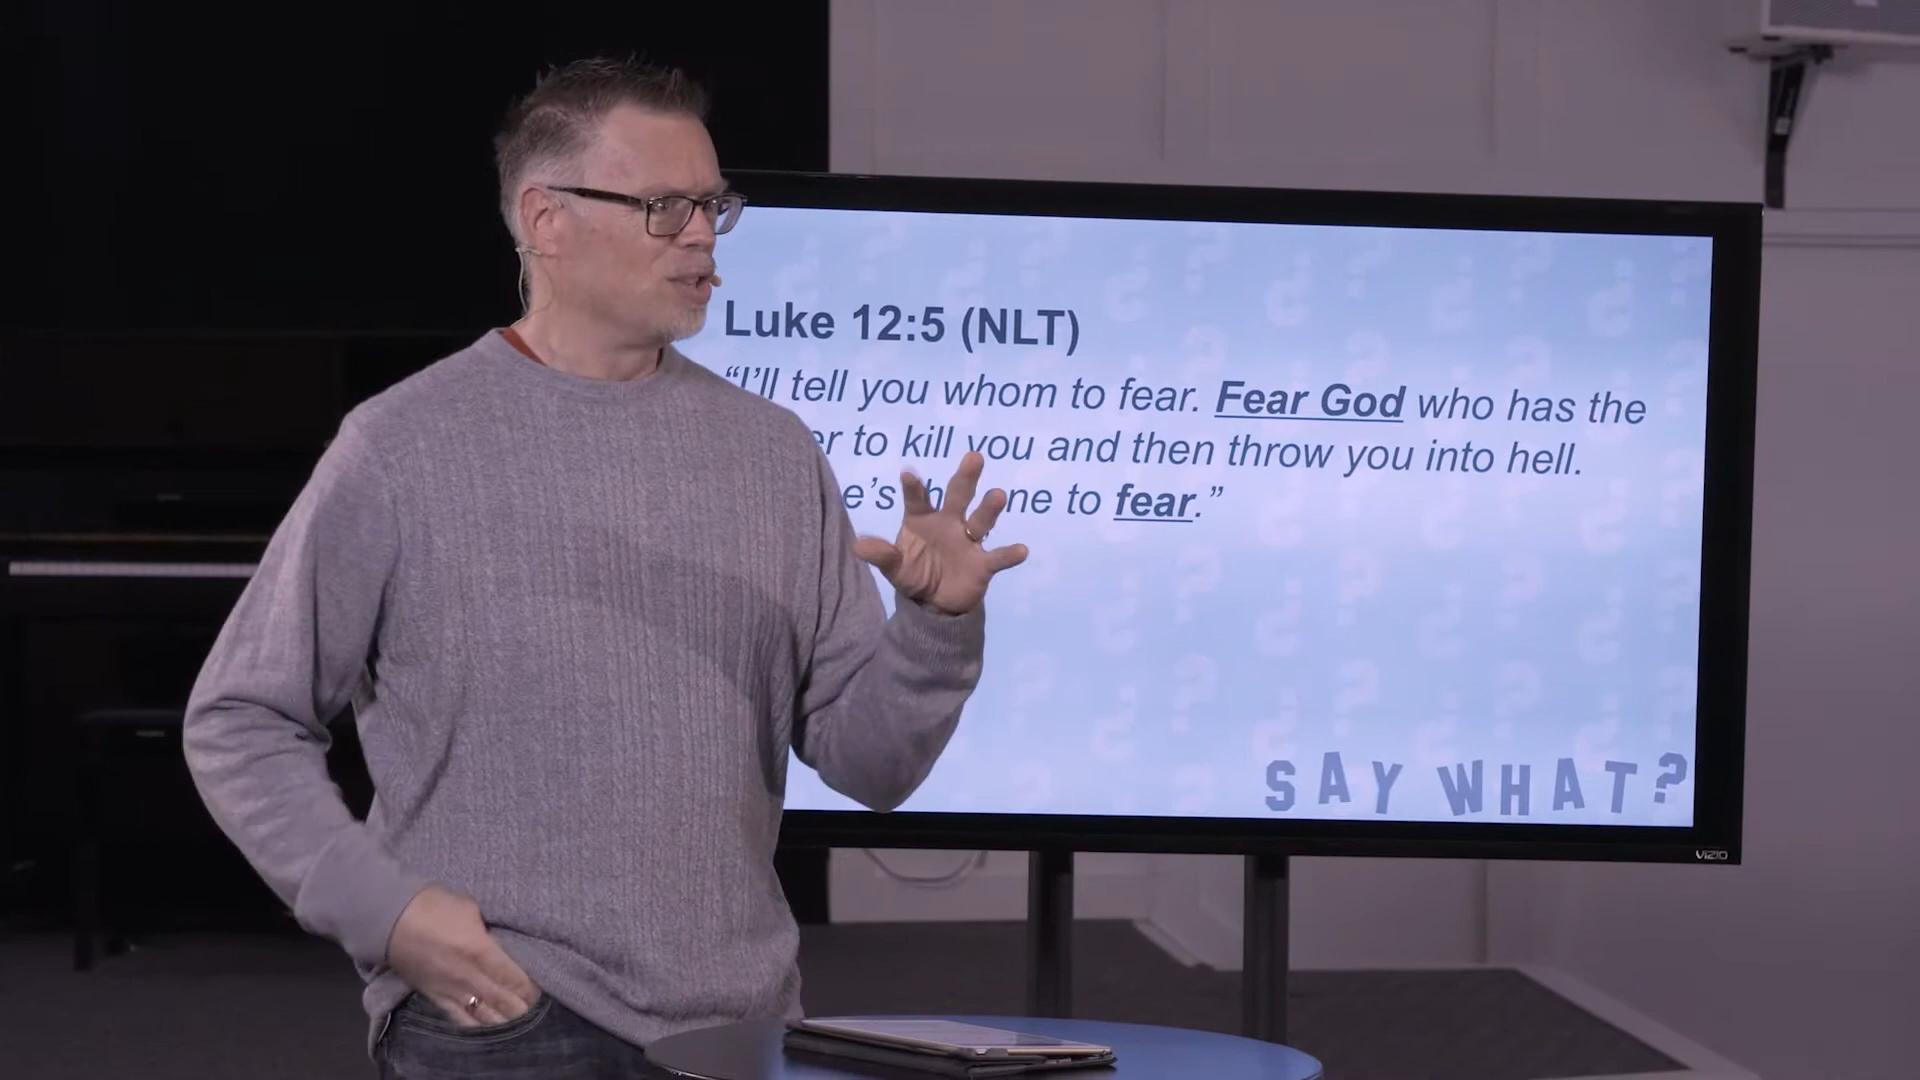 Luke 12:5 (NLT)
“I’ll tell you whom to fear. Fear God who has the
to kill you and then throw you into hell.
to fear.”
SAY WHAT?
VIZIO